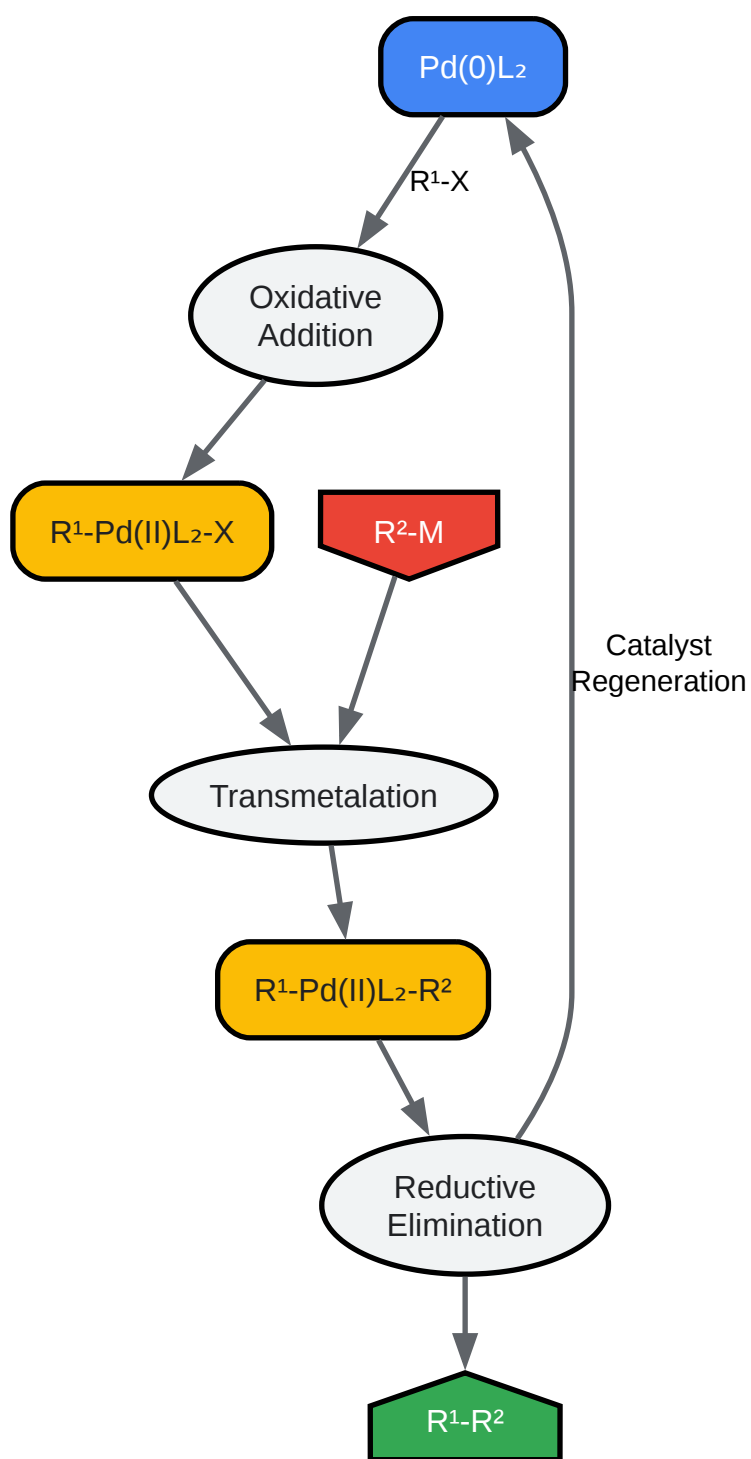 Pd(0)L₂
R¹-X
Oxidative
Addition
R¹-Pd(II)L₂-X
R²-M
Catalyst
Regeneration
Transmetalation
R¹-Pd(II)L₂-R²
Reductive
Elimination
R¹-R²